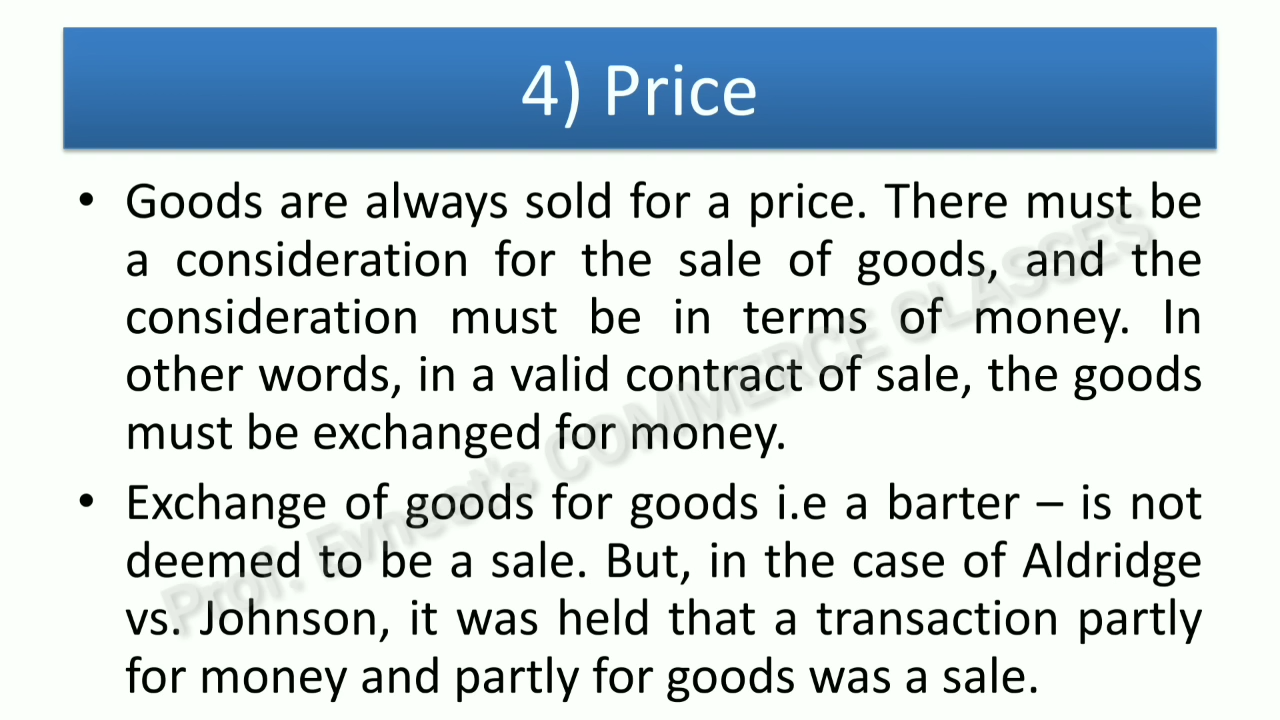 4) Price
• Goods are always sold for a price. There must be
a consideration for the sale of goods, and the
consideration must be in terms of money. In
other words, in a valid contract of sale, the goods
must be exchanged for money.
• Exchange of goods for goods i.e a barter – is not
deemed to be a sale. But, in the case of Aldridge
vs. Johnson, it was held that a transaction partly
for money and partly for goods was a sale.
Prof. COMMERCE CLASSES